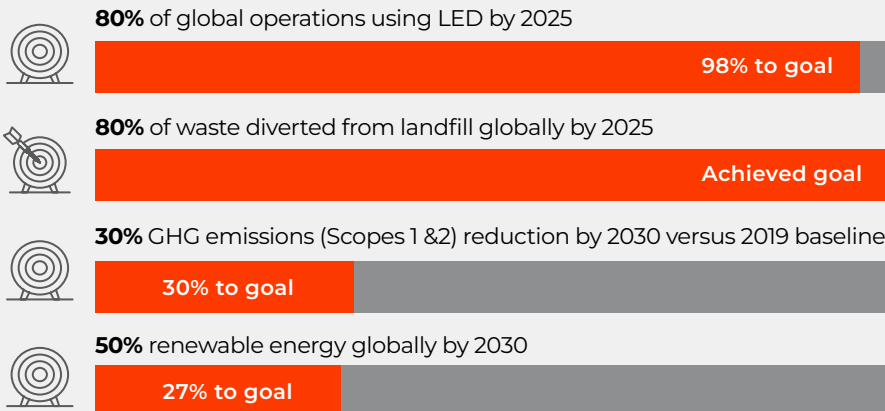 80% of global operations using LED by 2025
98% to goal
80% of waste diverted from landfill globally by 2025
Achieved goal
30% GHG emissions (Scopes 1 &2) reduction by 2030 versus 2019 baseline
30% to goal
50% renewable energy globally by 2030
27% to goal